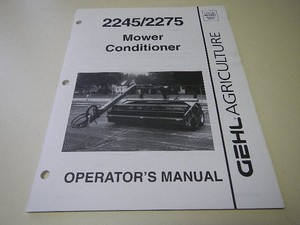 2245/2275
Mower
Conditioner
GEHL AGRICULTURE
OPERATOR'S MANUAL